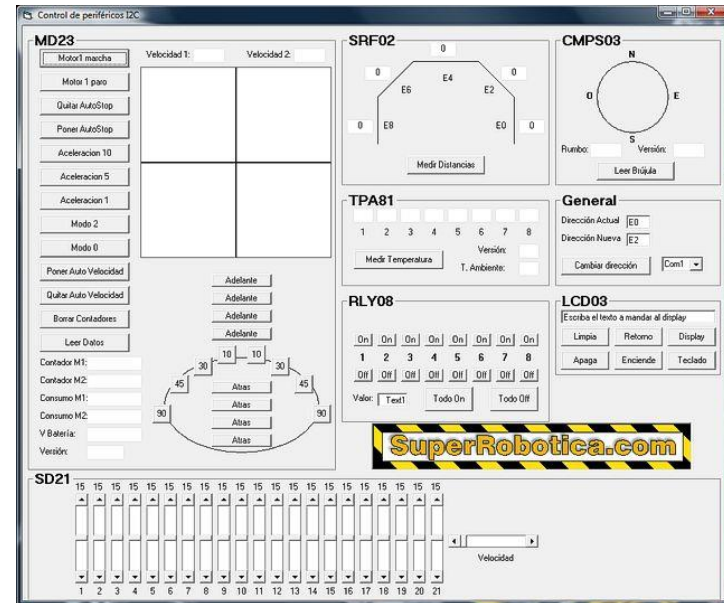 Control de periféricos I2C
MD23
Motor1 marcha
Motor 1 paro
Quitar AutoStop
Poner AutoStop
Aceleracion 10
Aceleracion 5
Aceleracion 1
Modo 2
Modo 0
Poner Auto Velocidad
Quitar Auto Velocidad
Borrar Contadores
Leer Datos
Contador M1:
Contador M2:
Consumo M1:
Consumo M2:
V Batería:
Versión:
Velocidad 1:
Velocidad 2:
Adelante
Adelante
Adelante
Adelante
10 10
30 30
45 45
90 90
Atras
Atras
Atras
Atras
SRF02
0
0 0
E4
E6 E2
0 E8 E0 0
Medir Distancias
CMPS03
N
O E
S
Rumbo: Versión:
Leer Brújula
TPA81
1 2 3 4 5 6 7 8
Medir Temperatura
Versión:
T. Ambiente:
General
Dirección Actual E0
Dirección Nueva E2
Cambiar dirección Com1
RLY08
On On On On On On On On
1 2 3 4 5 6 7 8
Off Off Off Off Off Off Off Off
Valor: Text1 Todo On Todo Off
LCD03
Escriba el texto a mandar al display
Limpia Retorno Display
Apaga Enciende Teclado
SuperRobotica.com
SD21
15 15 15 15 15 15 15 15 15 15 15 15 15 15 15 15 15 15 15 15 15
1 2 3 4 5 6 7 8 9 10 11 12 13 14 15 16 17 18 19 20 21
Velocidad